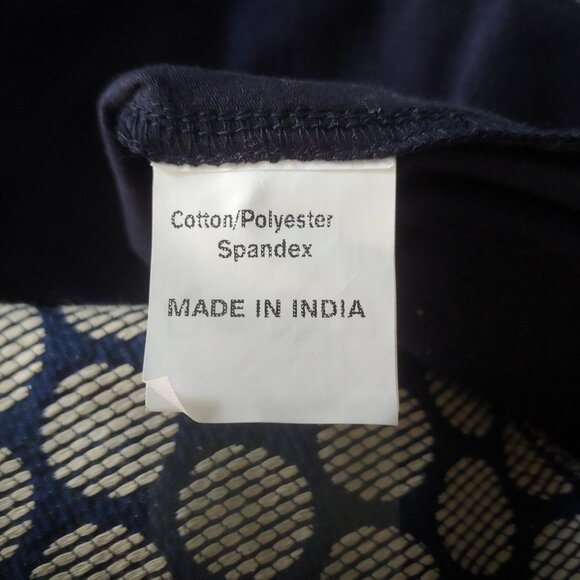 Cotton/Polyester
Spandex
MADE IN INDIA